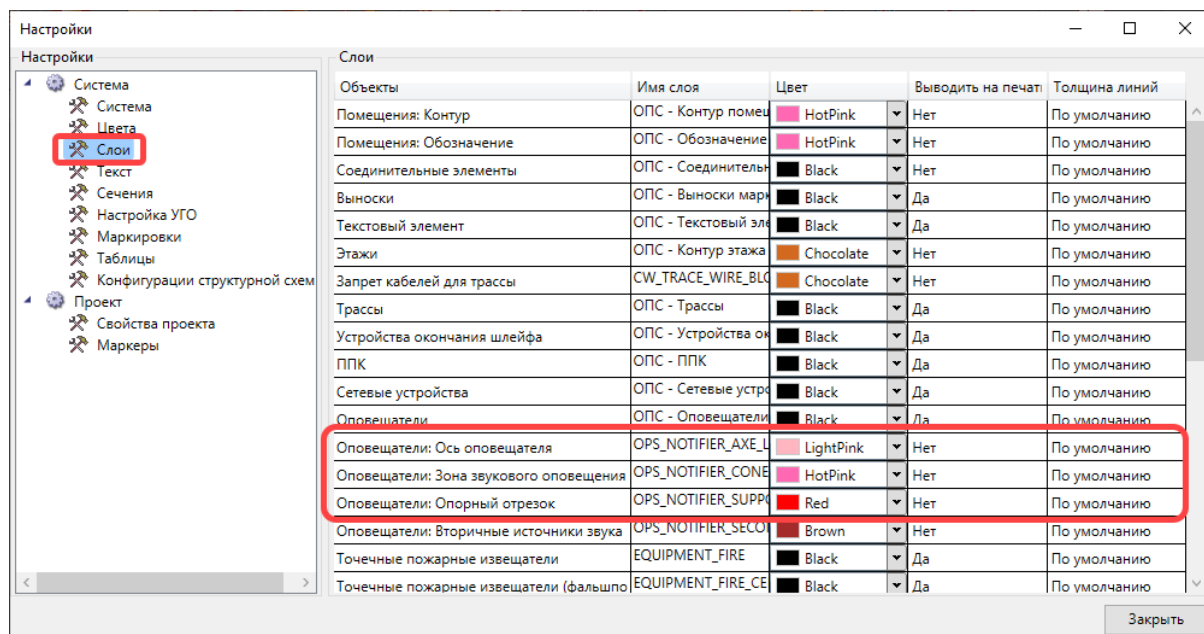 Настройки
Настройки
Система
Система
Цвета
Слои
Текст
Сечения
Настройка УГО
Маркировки
Таблицы
Конфигурации структурной схем
Проект
Свойства проекта
Маркеры
Слои
Объекты Имя слоя Цвет Выводить на печать Толщина линий
Помещения: Контур ОПС - Контур помещ HotPink Нет По умолчанию
Помещения: Обозначение ОПС - Обозначение HotPink Нет По умолчанию
Соединительные элементы ОПС - Соединительн Black Нет По умолчанию
Выноски ОПС - Выноски марк Black Да По умолчанию
Текстовый элемент ОПС - Текстовый эле Black Да По умолчанию
Этажи ОПС - Контур этажа Chocolate Нет По умолчанию
Запрет кабелей для трассы CW_TRACE_WIRE_BLO Chocolate Нет По умолчанию
Трассы ОПС - Трассы Black Да По умолчанию
Устройства окончания шлейфа ОПС - Устройства ок Black Да По умолчанию
ППК ОПС - ППК Black Да По умолчанию
Сетевые устройства ОПС - Сетевые устро Black Да По умолчанию
Оповещатели ОПС - Оповещатели Black Да По умолчанию
Оповещатели: Ось оповещателя OPS_NOTIFIER_AXE_L LightPink Нет По умолчанию
Оповещатели: Зона звукового оповещения OPS_NOTIFIER_CONE HotPink Нет По умолчанию
Оповещатели: Опорный отрезок OPS_NOTIFIER_SUPPO Red Нет По умолчанию
Оповещатели: Вторичные источники звука OPS_NOTIFIER_SECON Brown Нет По умолчанию
Точечные пожарные извещатели EQUIPMENT_FIRE Black Да По умолчанию
Точечные пожарные извещатели (фальшпо EQUIPMENT_FIRE_CEI Black Да По умолчанию
Закрыть